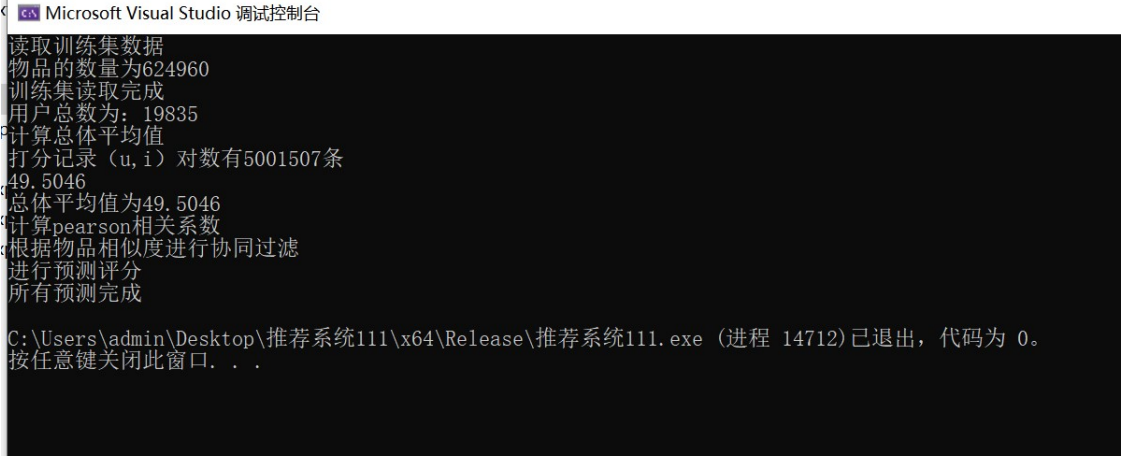 Microsoft Visual Studio 调试控制台
读取训练集数据
物品的数量为624960
训练集读取完成
用户总数为：19835
计算总体平均值
打分记录（u,i）对数有5001507条
49.5046
总体平均值为49.5046
计算pearson相关系数
根据物品相似度进行协同过滤
进行预测评分
所有预测完成
C:\Users\admin\Desktop\推荐系统111\x64\Release\推荐系统111.exe (进程 14712)已退出，代码为 0。
按任意键关闭此窗口. . .